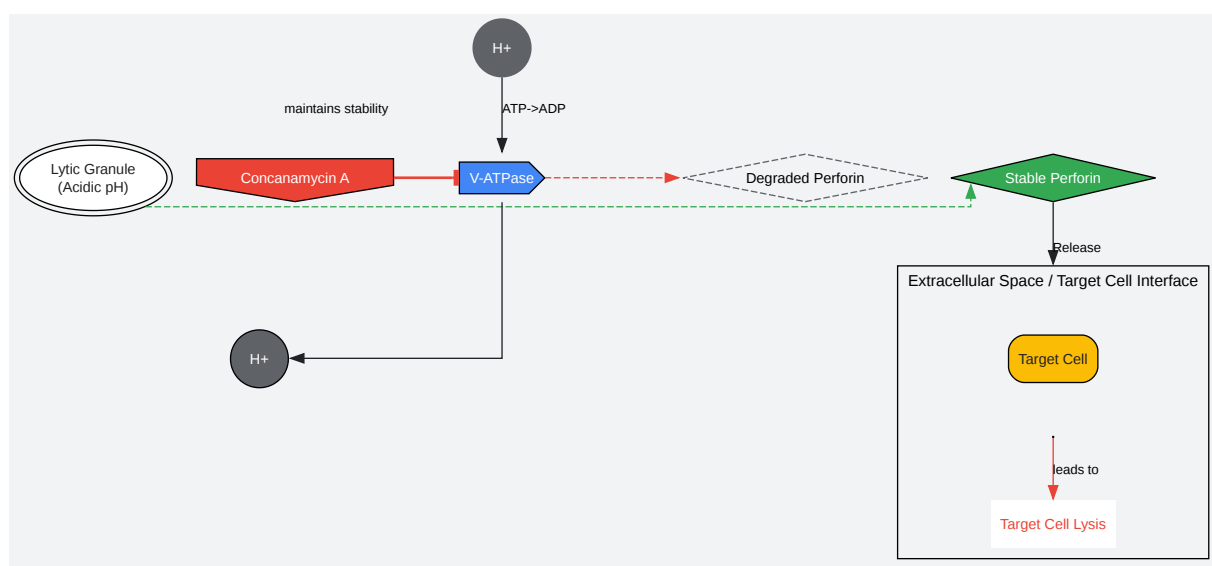 H+
maintains stability
ATP->ADP
Lytic Granule
(Acidic pH)
Concanamycin A
V-ATPase
Degraded Perforin
Stable Perforin
Release
Extracellular Space / Target Cell Interface
H+
Target Cell
leads to
Target Cell Lysis